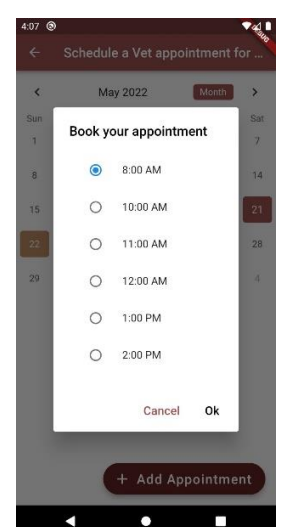 4:07
DEBUG
Schedule a Vet appointment for ...
May 2022 Month
Sun Sat
1 7
Book your appointment
8:00 AM
8 14
10:00 AM
15 21
11:00 AM
22 28
12:00 AM
29 4
1:00 PM
2:00 PM
Cancel Ok
+ Add Appointment